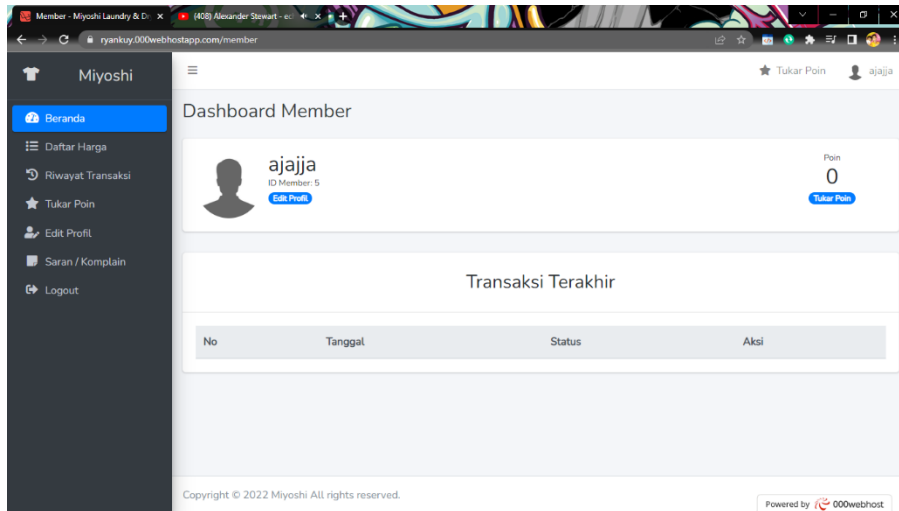 Member - Miyoshi Laundry & Dr
(408) Alexander Stewart - ec
ryankuy.000webhostapp.com/member
Miyoshi
Tukar Poin
ajajja
Beranda
Daftar Harga
Riwayat Transaksi
Tukar Poin
Edit Profil
Saran / Komplain
Logout
Dashboard Member
ajajja
ID Member: 5
Edit Profil
Poin
0
Tukar Poin
Transaksi Terakhir
No Tanggal Status Aksi
Copyright © 2022 Miyoshi All rights reserved.
Powered by 000webhost